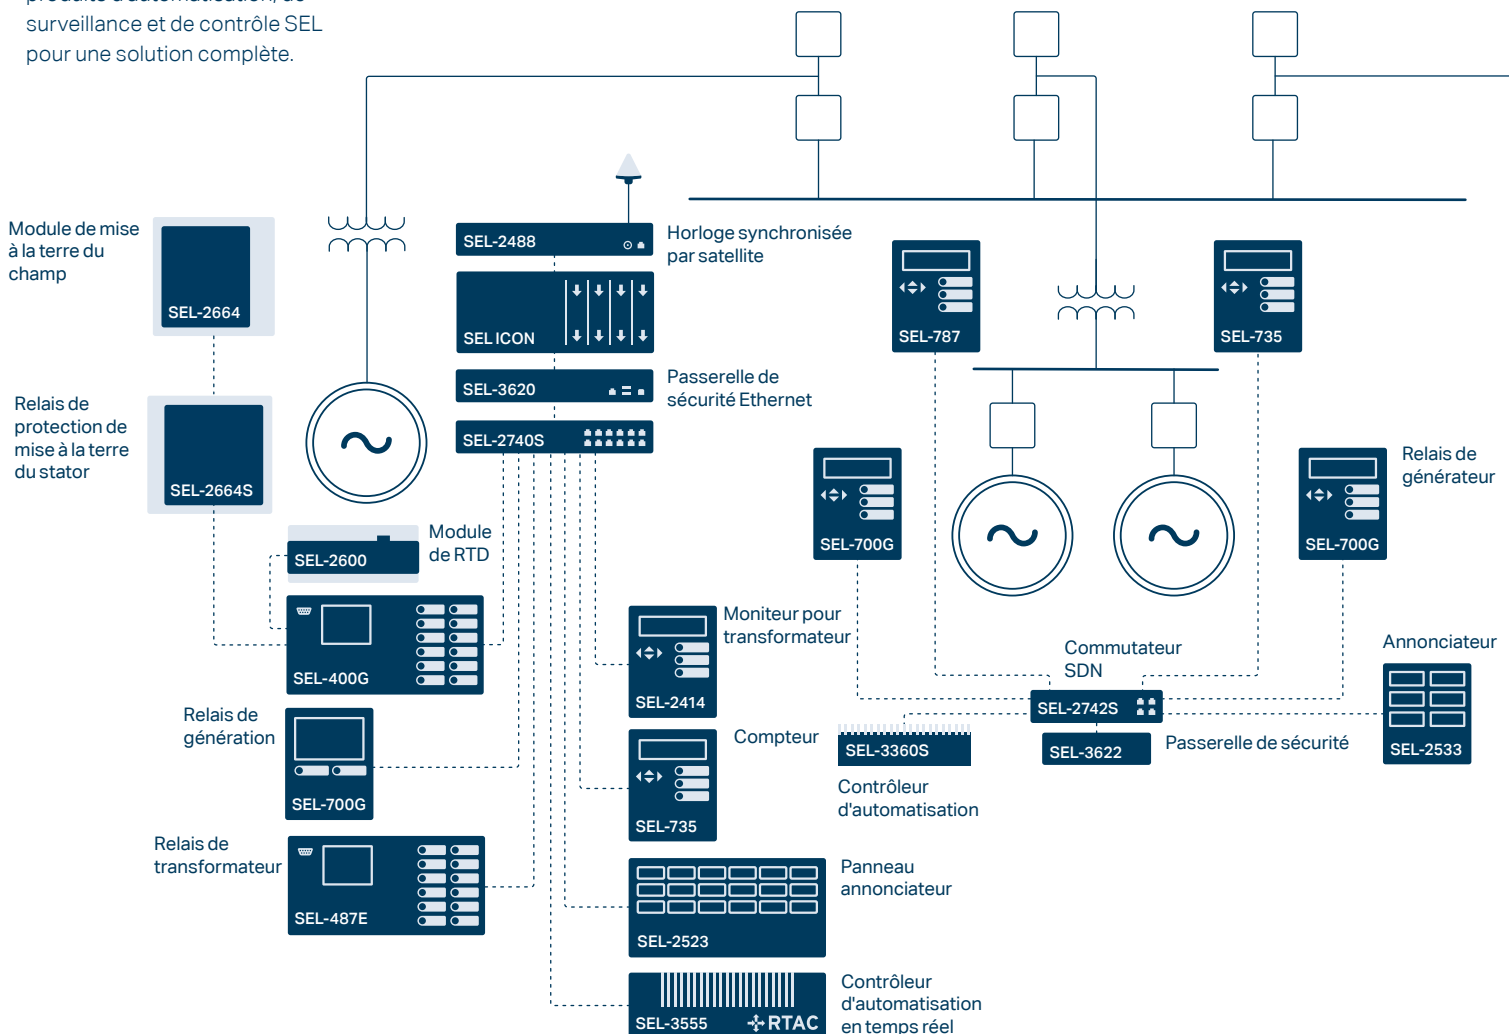 produits d'automatisation, de
surveillance et de contrôle SEL
pour une solution complète.
Module de mise
à la terre du
champ
SEL-2664
SEL-2488
Horloge synchronisée
par satellite
SEL ICON
SEL-3620
Passerelle de
sécurité Ethernet
SEL-2740S
SEL-787
SEL-735
Relais de
protection de
mise à la terre
du stator
SEL-2664S
SEL-2600
Module
de RTD
SEL-400G
Relais de
génération
SEL-700G
Relais de
transformateur
SEL-487E
Moniteur pour
transformateur
SEL-2414
Compteur
SEL-735
Panneau
annonciateur
SEL-2523
Contrôleur
d'automatisation
en temps réel
SEL-3555
RTAC
SEL-700G
Relais de
générateur
SEL-700G
Commutateur
SDN
SEL-2742S
SEL-3360S
Contrôleur
d'automatisation
SEL-3622
Passerelle de sécurité
Annonciateur
SEL-2533